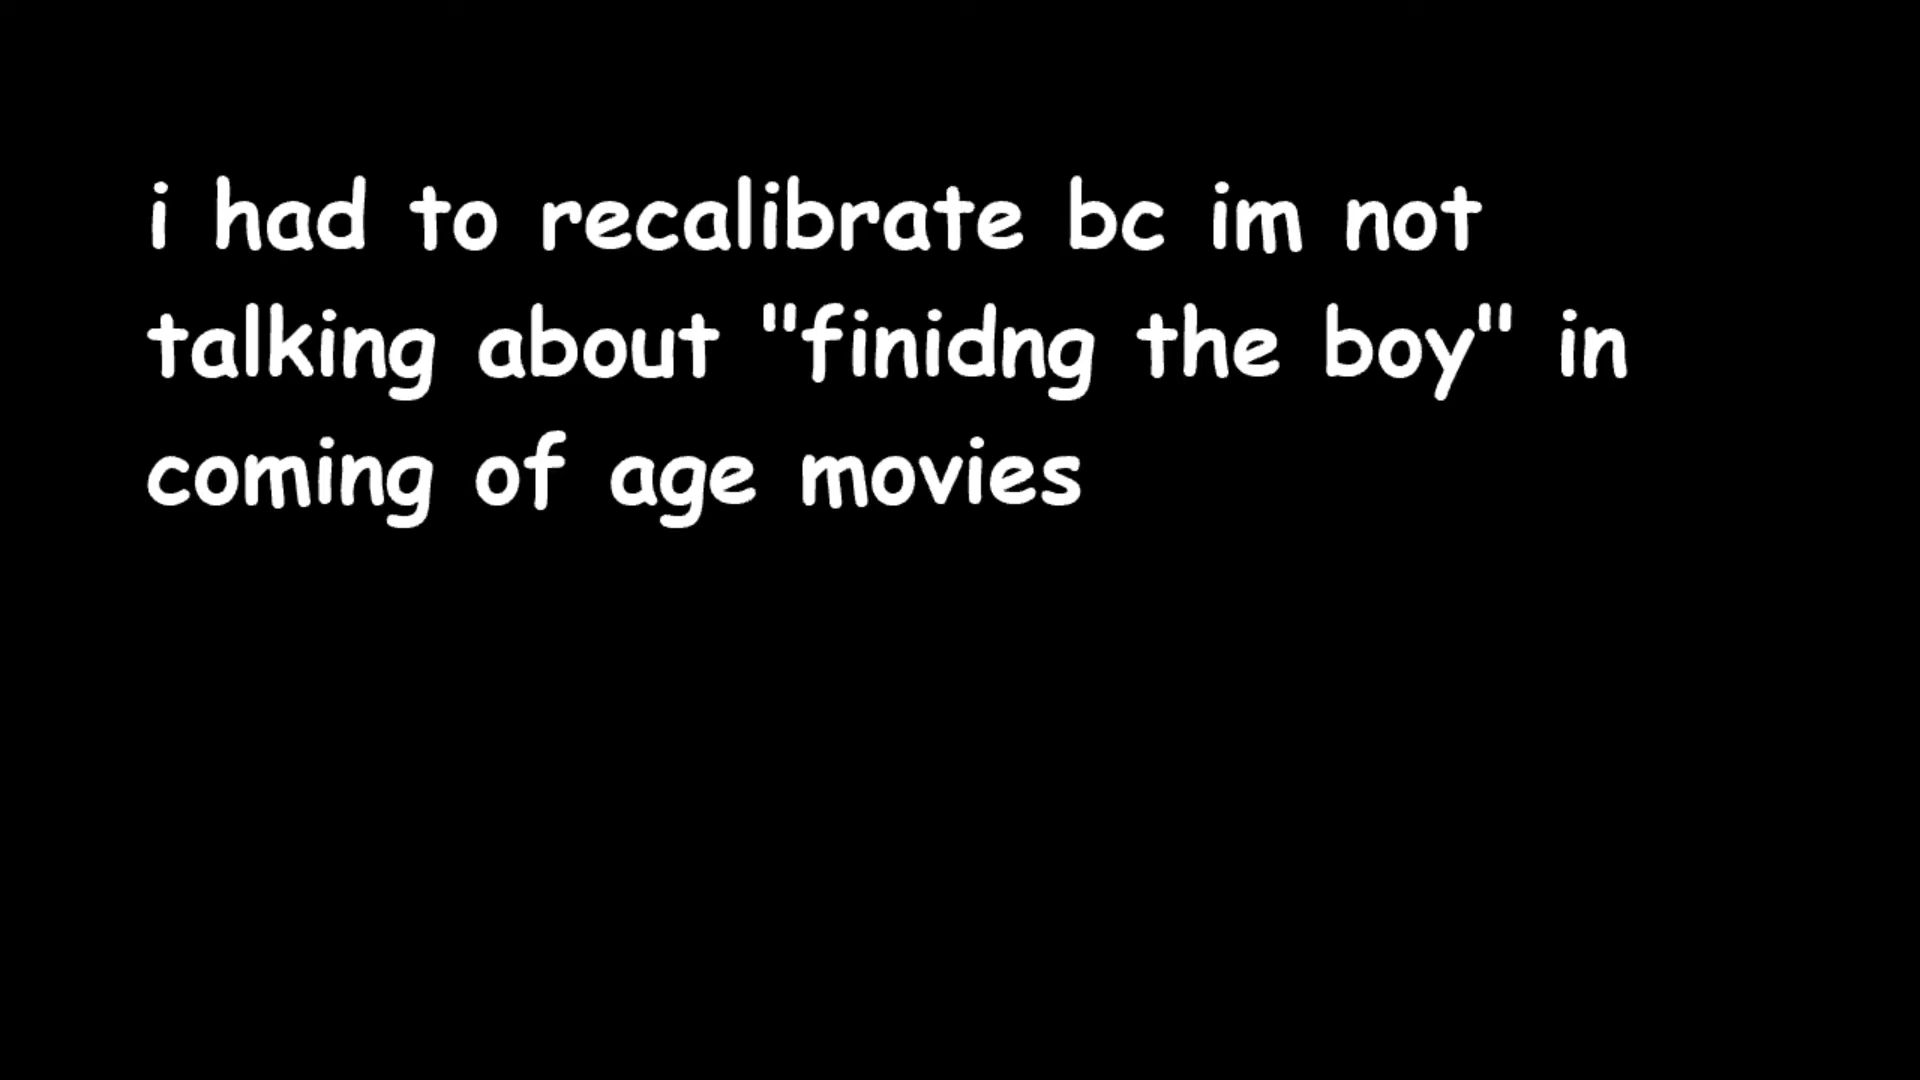 i had to recalibrate bc im not
talking about "finidng the boy" in
coming of age movies